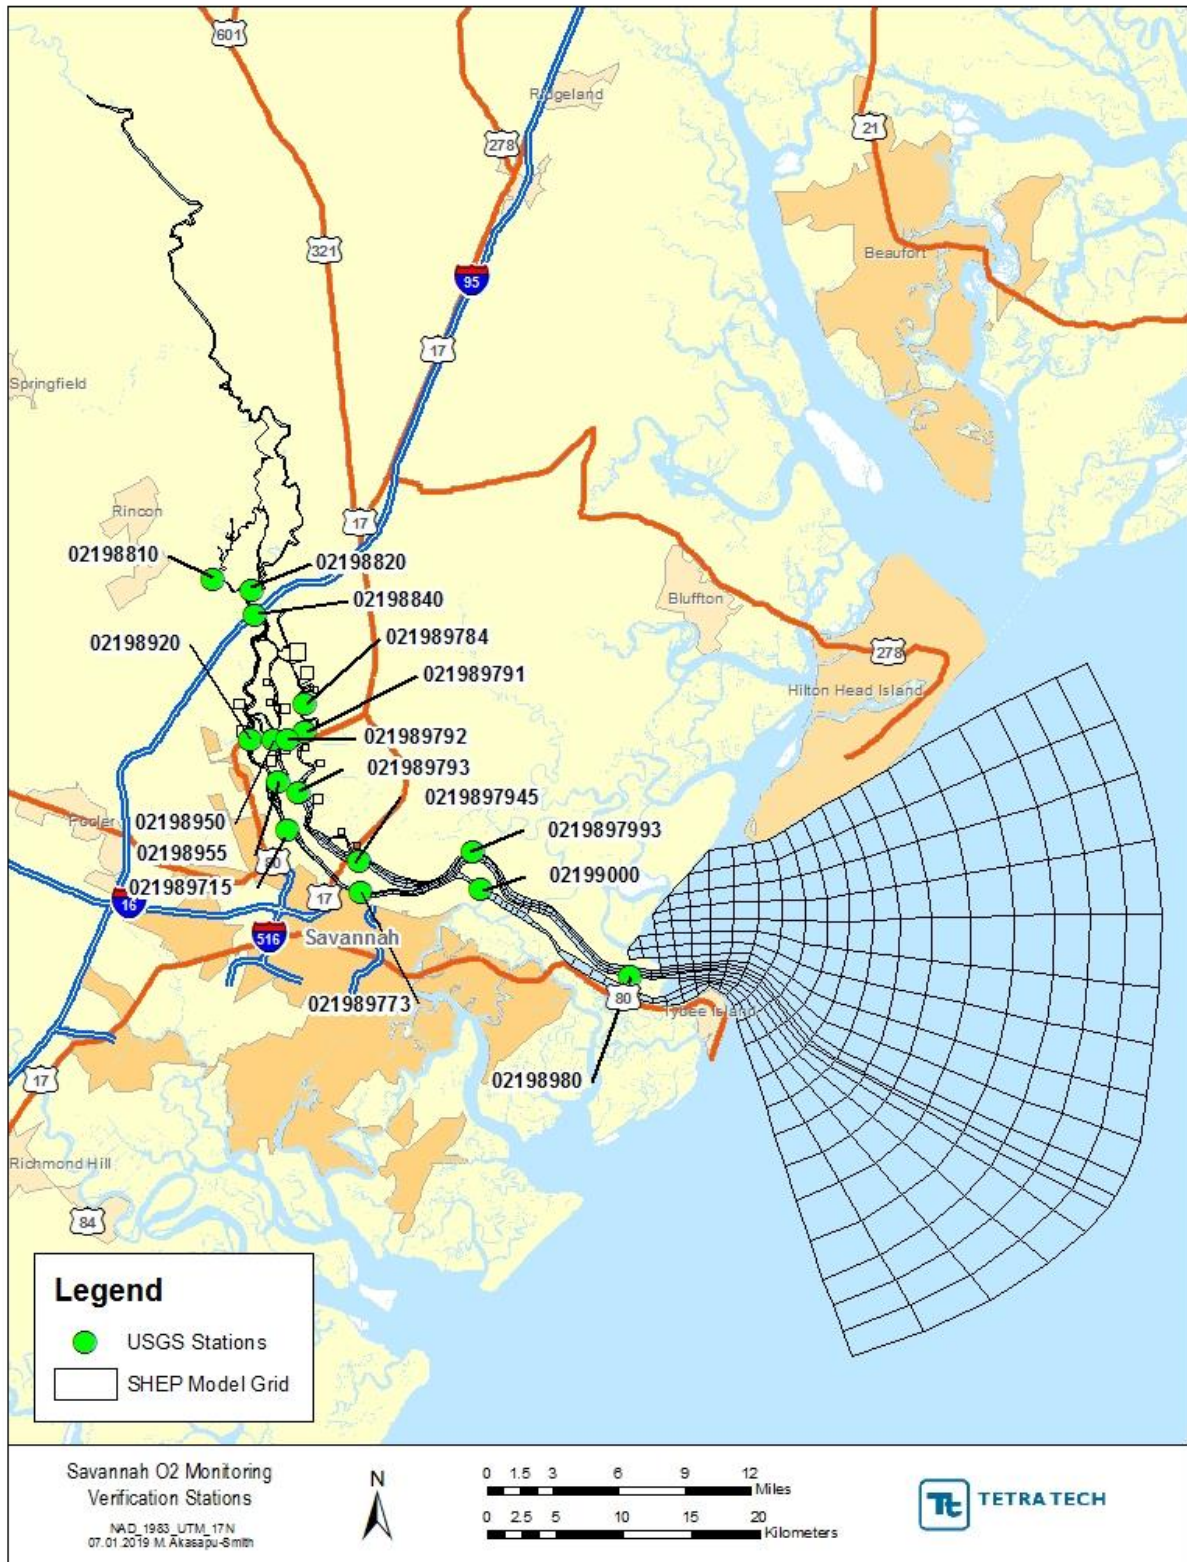 601
Ridgeland
278
21
321
Beaufort
95
17
Springfield
Rincon
17
02198810
02198820
Bluffton
02198840
02198920
021989784
278
021989791
Hilton Head Island
021989792
021989793
0219897945
02198950
Pooler
0219897993
02198955
80
02199000
021989715
17
16
516
Savannah
80
021989773
Tybee Island
02198980
17
Richmond Hill
84
Legend
USGS Stations
SHEP Model Grid
Savannah O2 Monitoring
Verification Stations
NAD_1983_UTM_17N
07.01.2019 M. Akasapu-Smith
N
0 1.5 3 6 9 12
Miles
0 2.5 5 10 15 20
Kilometers
Tt
TETRA TECH